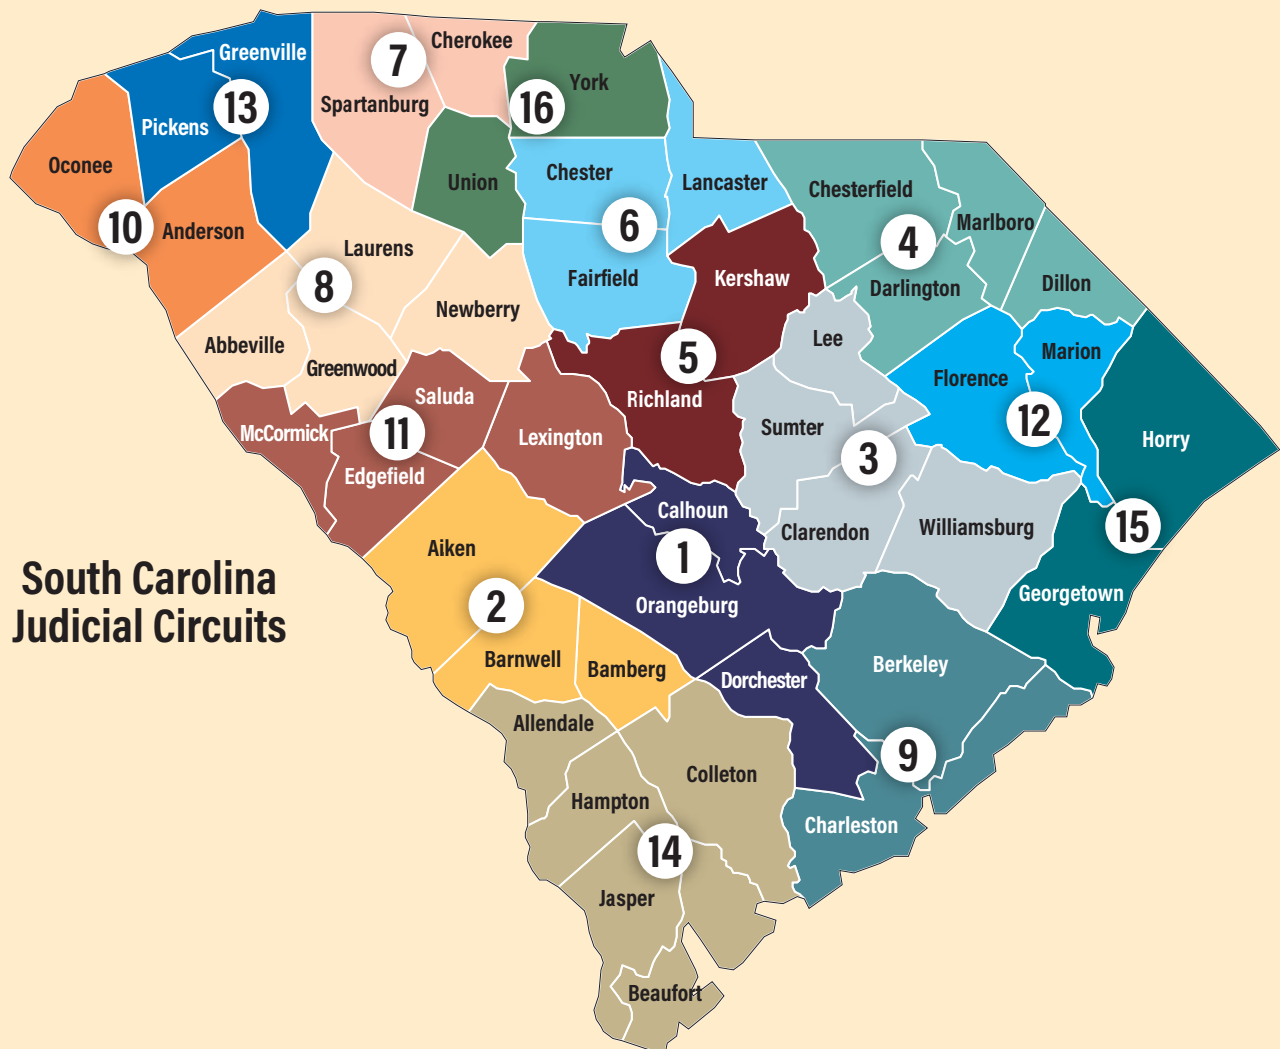 Greenville
Cherokee
7
York
13
Spartanburg
16
Pickens
Oconee
Chester
Union
Lancaster
Chesterfield
Marlboro
10
Anderson
6
4
Laurens
8
Fairfield
Kershaw
Darlington
Dillon
Newberry
Abbeville
Greenwood
Lee
5
Marion
Florence
Saluda
Richland
12
McCormick
11
Lexington
Sumter
3
Horry
Edgefield
Calhoun
Clarendon
Williamsburg
15
Aiken
1
South Carolina
Judicial Circuits
2
Orangeburg
Georgetown
Barnwell
Bamberg
Dorchester
Berkeley
Allendale
9
Colleton
Hampton
Charleston
14
Jasper
Beaufort